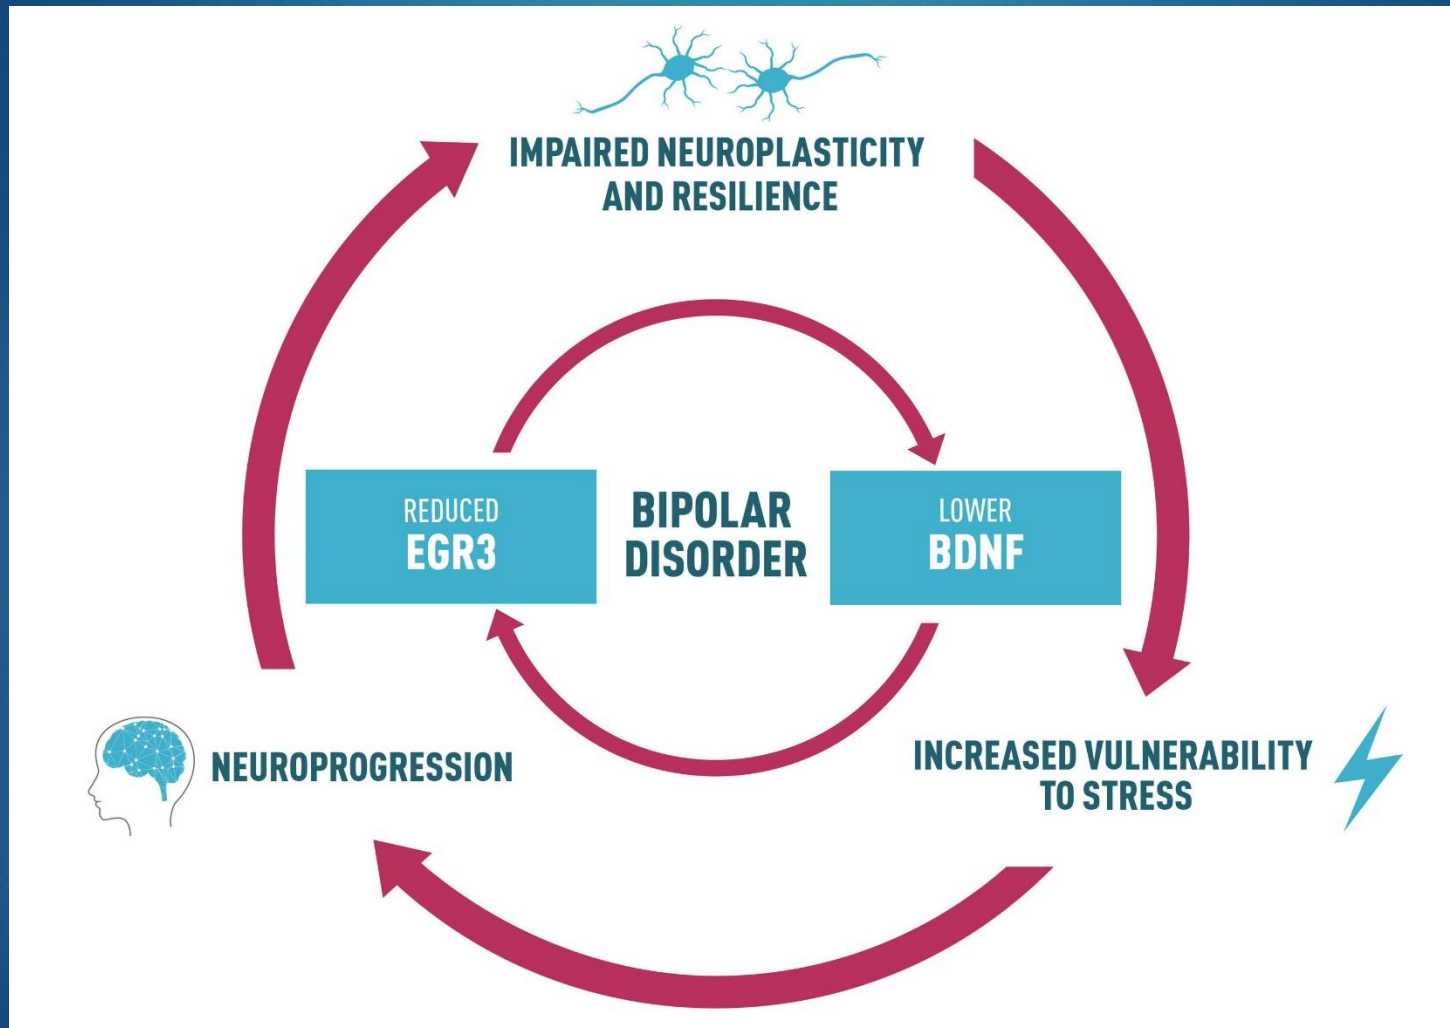 IMPAIRED NEUROPLASTICITY
AND RESILIENCE
REDUCED
EGR3
BIPOLAR
DISORDER
LOWER
BDNF
NEUROPROGRESSION
INCREASED VULNERABILITY
TO STRESS